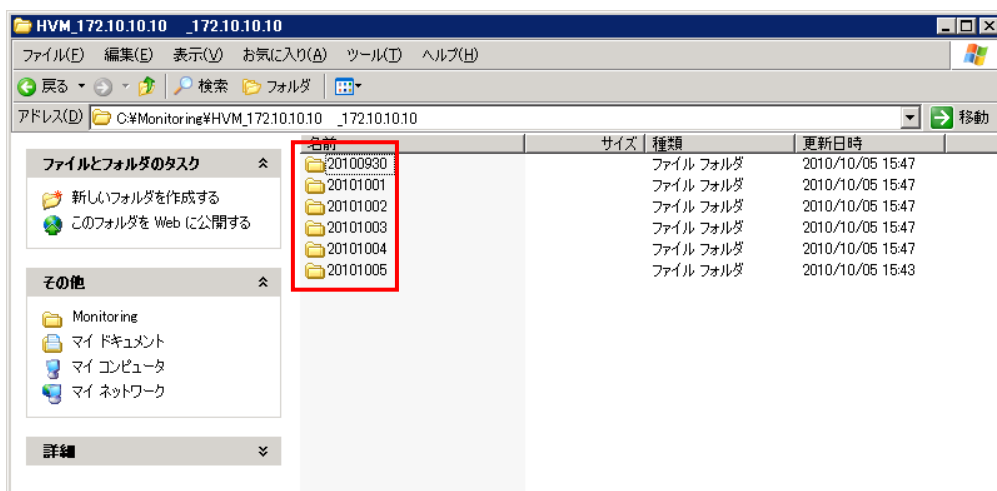 HVM_172.10.10.10 _172.10.10.10
ファイル(F) 編集(E) 表示(V) お気に入り(A) ツール(T) ヘルプ(H)
戻る 検索 フォルダ
アドレス(D) C:¥Monitoring¥HVM_172.10.10.10 _172.10.10.10 移動
名前 サイズ 種類 更新日時
ファイルとフォルダのタスク
新しいフォルダを作成する
このフォルダを Web に公開する
その他
Monitoring
マイ ドキュメント
マイ コンピュータ
マイ ネットワーク
詳細
20100930 ファイル フォルダ 2010/10/05 15:47
20101001 ファイル フォルダ 2010/10/05 15:47
20101002 ファイル フォルダ 2010/10/05 15:47
20101003 ファイル フォルダ 2010/10/05 15:47
20101004 ファイル フォルダ 2010/10/05 15:47
20101005 ファイル フォルダ 2010/10/05 15:43